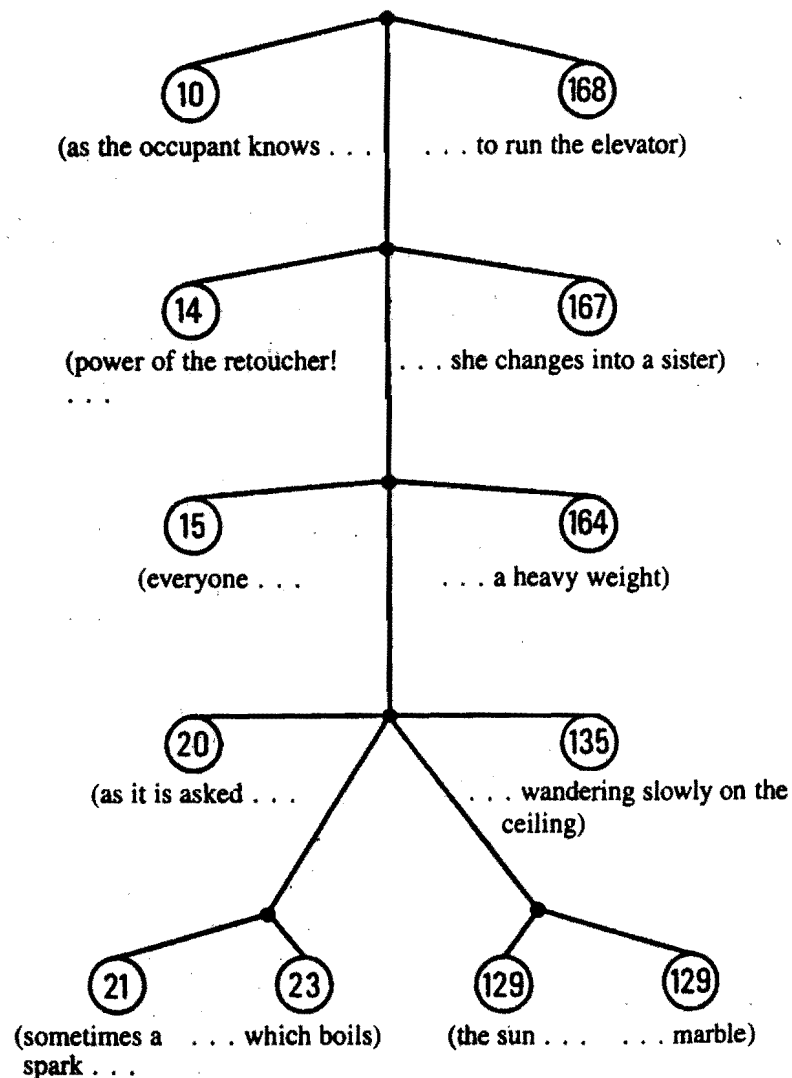 10 168
(as the occupant knows . . . . . . to run the elevator)
14 167
(power of the retoucher! . . . she changes into a sister)
. . .
15 164
(everyone . . . . . . a heavy weight)
20 135
(as it is asked . . . . . . wandering slowly on the
ceiling)
21 23 129 129
(sometimes a . . . which boils) (the sun . . . . . . marble)
spark . . .